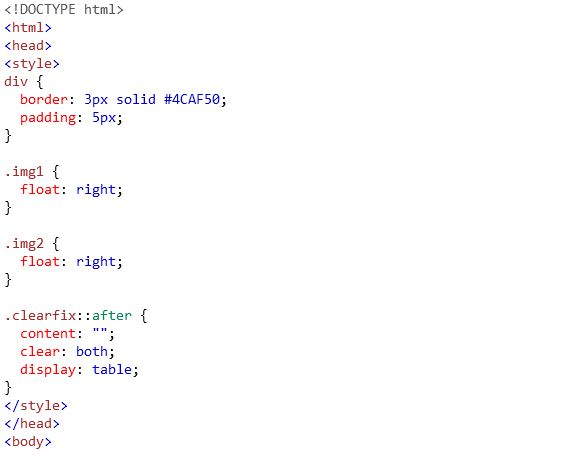 <!DOCTYPE html>
<html>
<head>
<style>
div {
  border: 3px solid #4CAF50;
  padding: 5px;
}

.img1 {
  float: right;
}

.img2 {
  float: right;
}

.clearfix::after {
  content: "";
  clear: both;
  display: table;
}
</style>
</head>
<body>